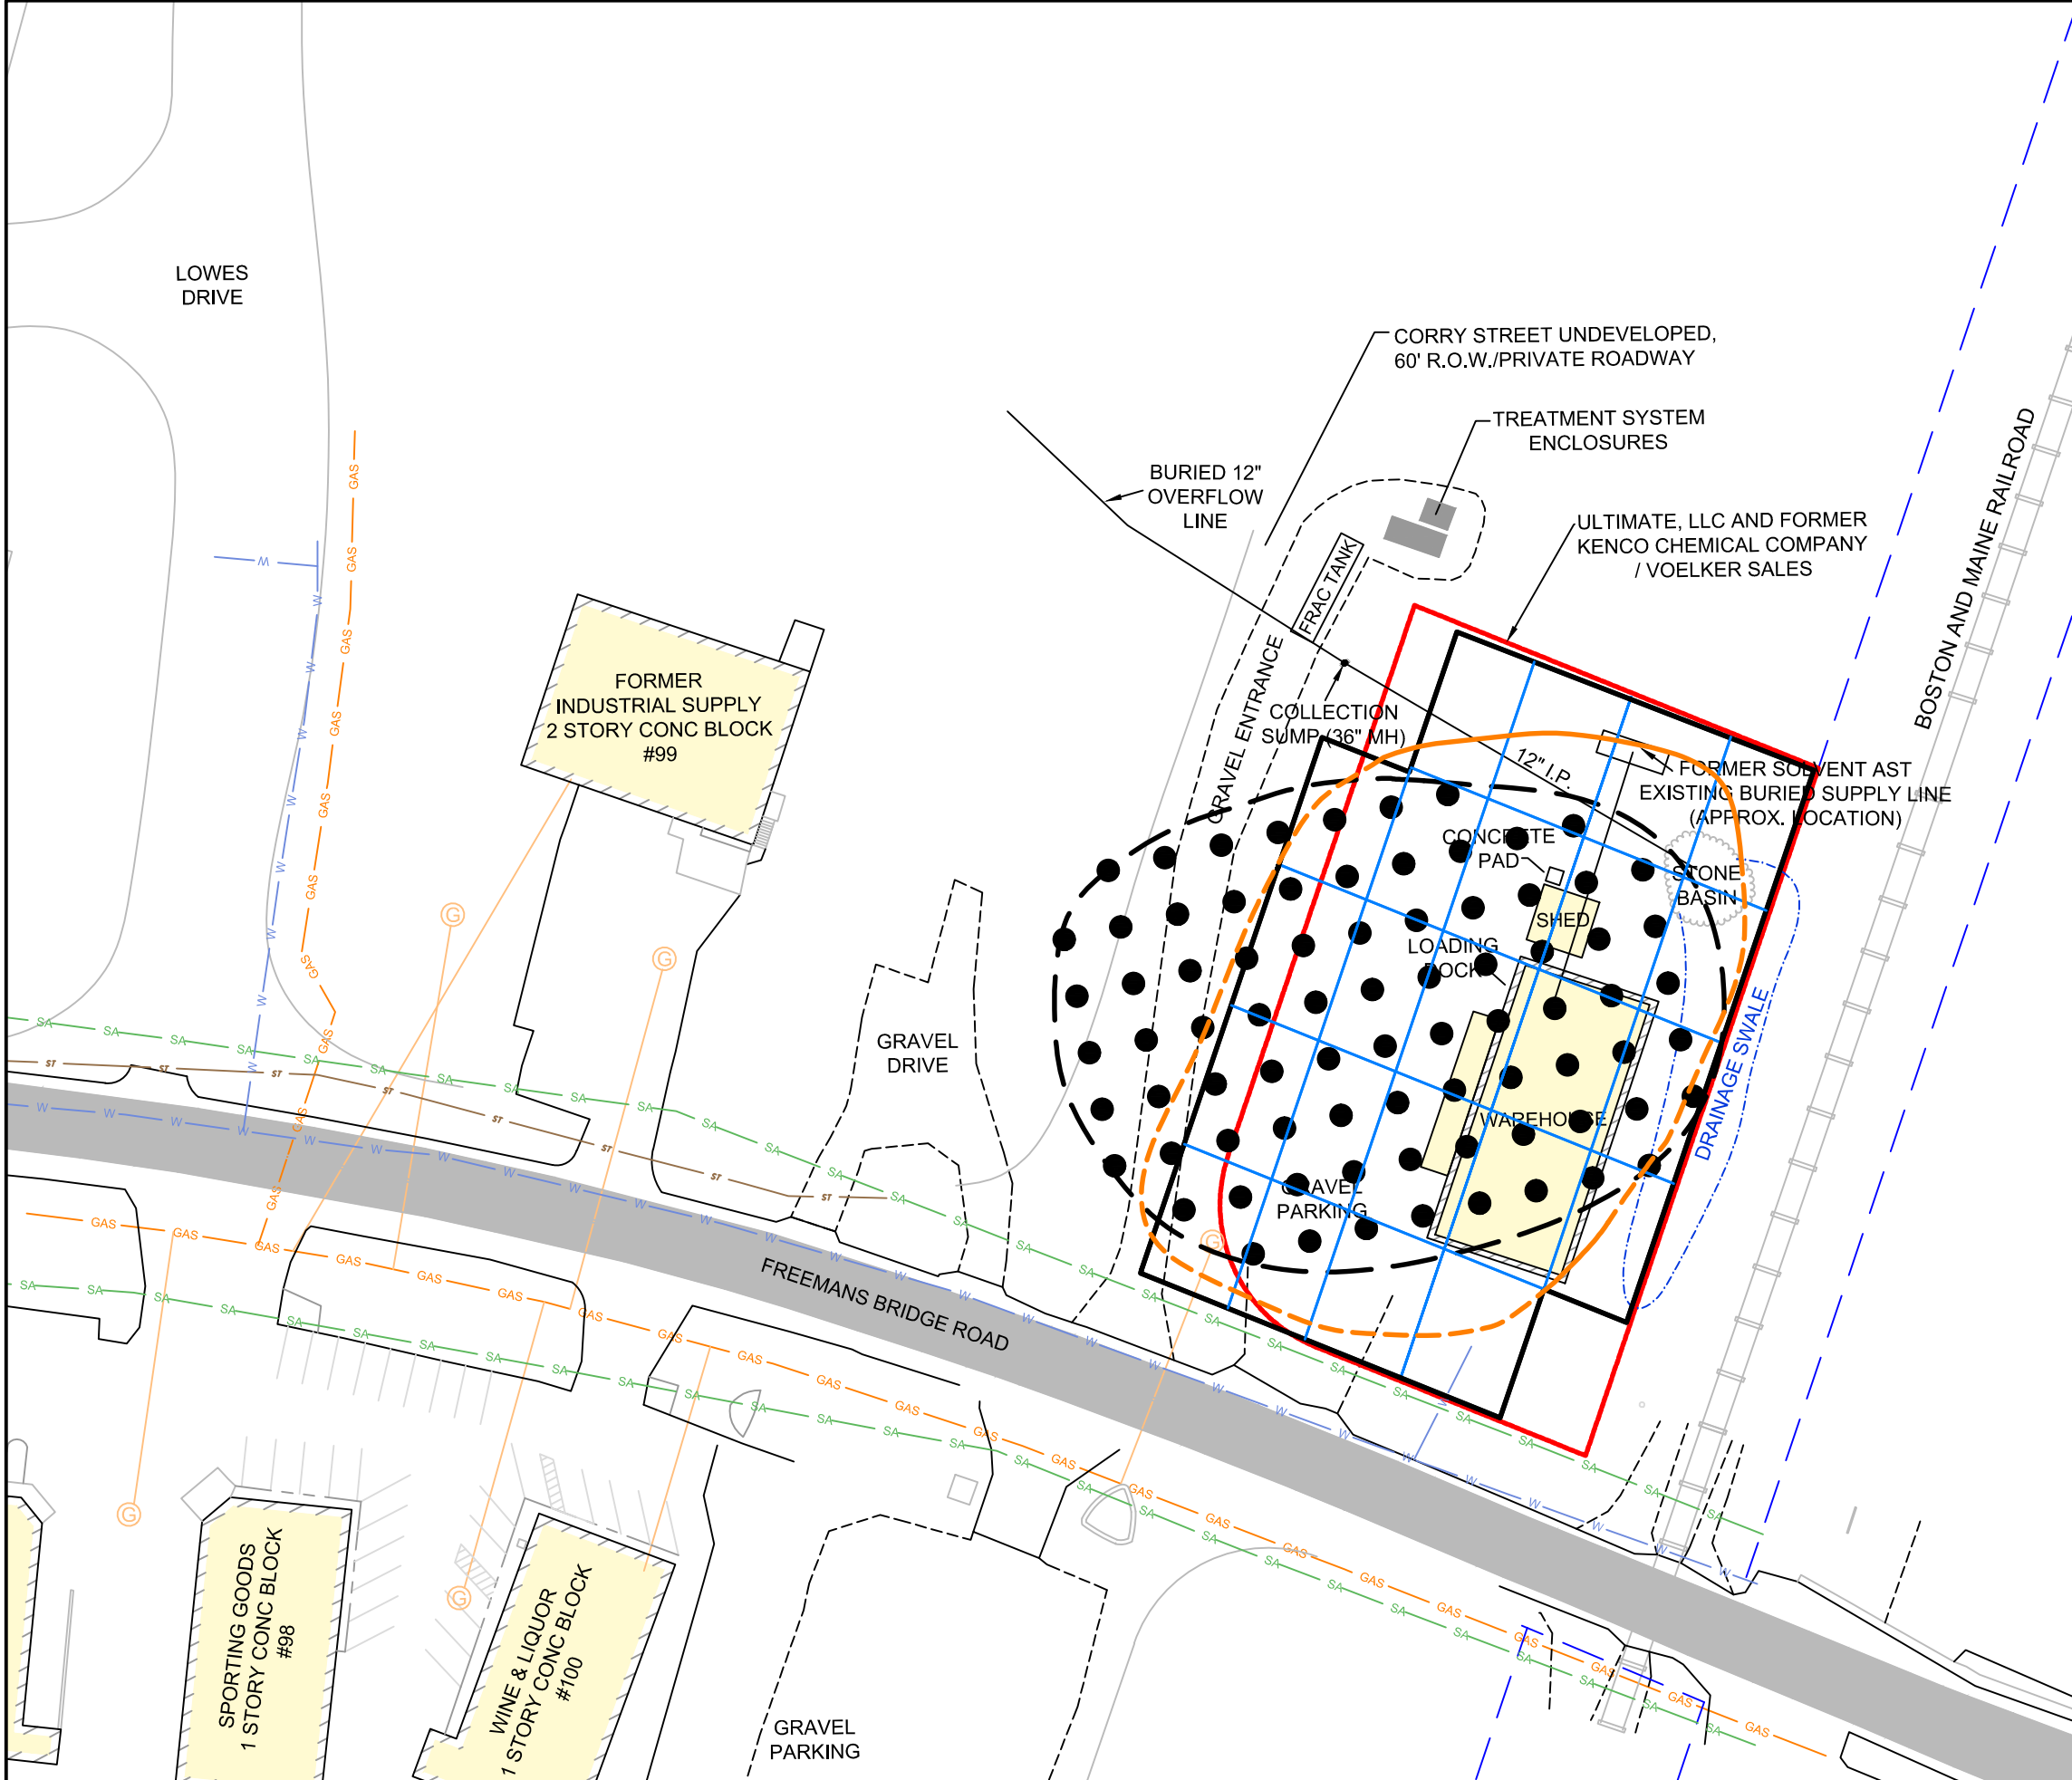 LOWES
DRIVE
CORRY STREET UNDEVELOPED,
60' R.O.W./PRIVATE ROADWAY
TREATMENT SYSTEM
ENCLOSURES
BURIED 12"
OVERFLOW
LINE
ULTIMATE, LLC AND FORMER
KENCO CHEMICAL COMPANY
/ VOELKER SALES
BOSTON AND MAINE RAILROAD
FRAC TANK
GRAVEL ENTRANCE
FORMER
INDUSTRIAL SUPPLY
2 STORY CONC BLOCK
#99
COLLECTION
SUMP (36" MH)
12" I.P.
FORMER SOLVENT AST
EXISTING BURIED SUPPLY LINE
(APPROX. LOCATION)
CONCRETE
PAD
STONE
BASIN
SHED
LOADING
DOCK
GRAVEL
DRIVE
WAREHOUSE
DRAINAGE SWALE
GRAVEL
PARKING
FREEMANS BRIDGE ROAD
SPORTING GOODS
1 STORY CONC BLOCK
#98
WINE & LIQUOR
1 STORY CONC BLOCK
#100
GRAVEL
PARKING